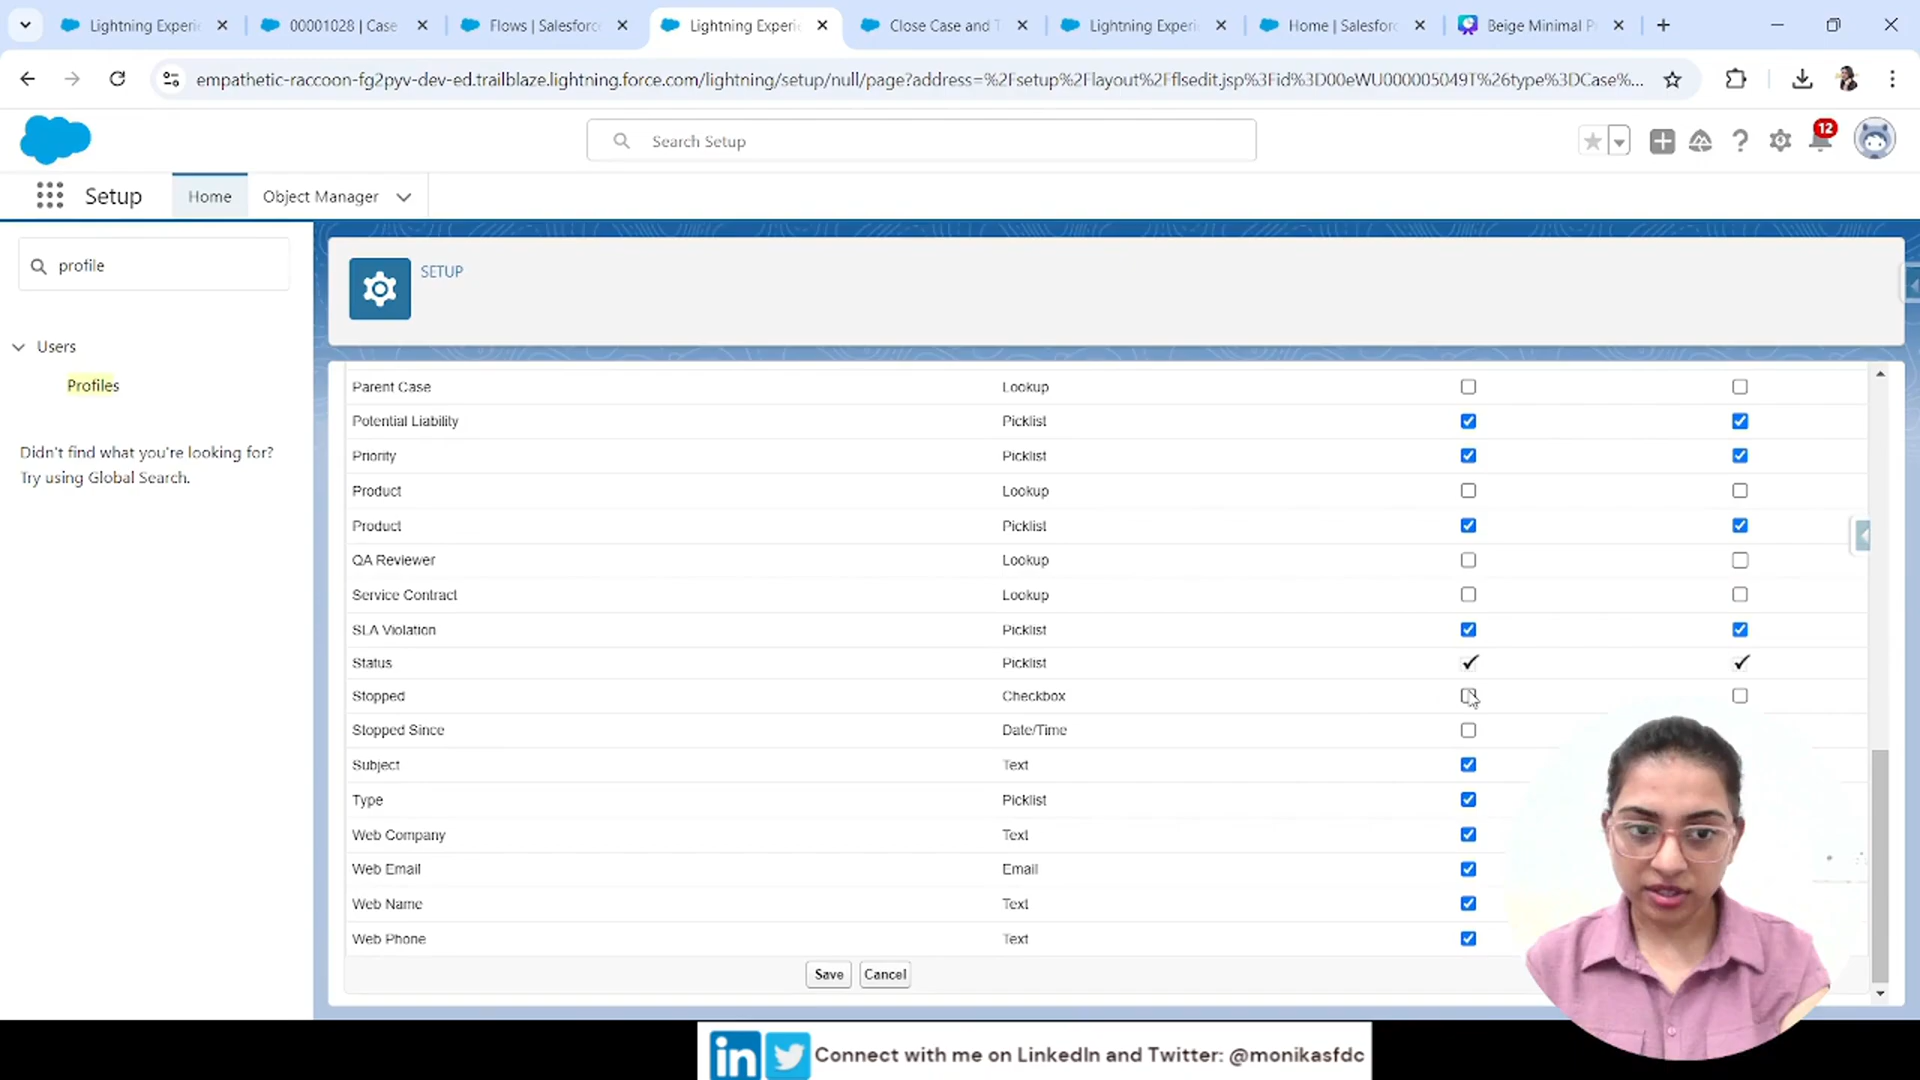 Lightning Experie
00001028 | Case
Flows | Salesforce
Lightning Experie
Close Case and T
Lightning Experie
Home | Salesforc
Beige Minimal P
empathetic-raccoon-fg2pyv-dev-ed.trailblaze.lightning.force.com/lightning/setup/null/page?address=%2Fsetup%2Flayout%2Fflsedit.jsp%3Fid%3D00eWU000005049T%26type%3DCase%...
Search Setup
12
Setup
Home
Object Manager
profile
Users
Profiles
Didn't find what you're looking for?
Try using Global Search.
SETUP
Parent Case Lookup
Potential Liability Picklist
Priority Picklist
Product Lookup
Product Picklist
QA Reviewer Lookup
Service Contract Lookup
SLA Violation Picklist
Status Picklist
Stopped Checkbox
Stopped Since Date/Time
Subject Text
Type Picklist
Web Company Text
Web Email Email
Web Name Text
Web Phone Text
Save Cancel
in Connect with me on LinkedIn and Twitter: @monikasfdc